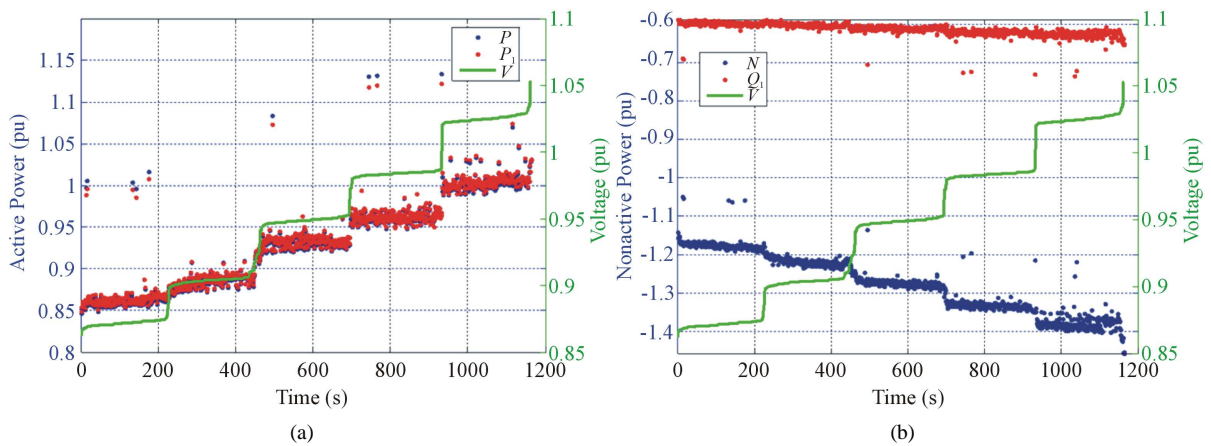 1.15
1.1
1.05
1
0.95
0.9
0.85
0.8
Active Power (pu)
P
P1
V
1.1
1.05
1
0.95
0.9
0.85
Voltage (pu)
0 200 400 600 800 1000 1200
Time (s)
(a)
-0.6
-0.7
-0.8
-0.9
-1
-1.1
-1.2
-1.3
-1.4
Nonactive Power (pu)
N
Q1
V
1.1
1.05
1
0.95
0.9
0.85
Voltage (pu)
0 200 400 600 800 1000 1200
Time (s)
(b)